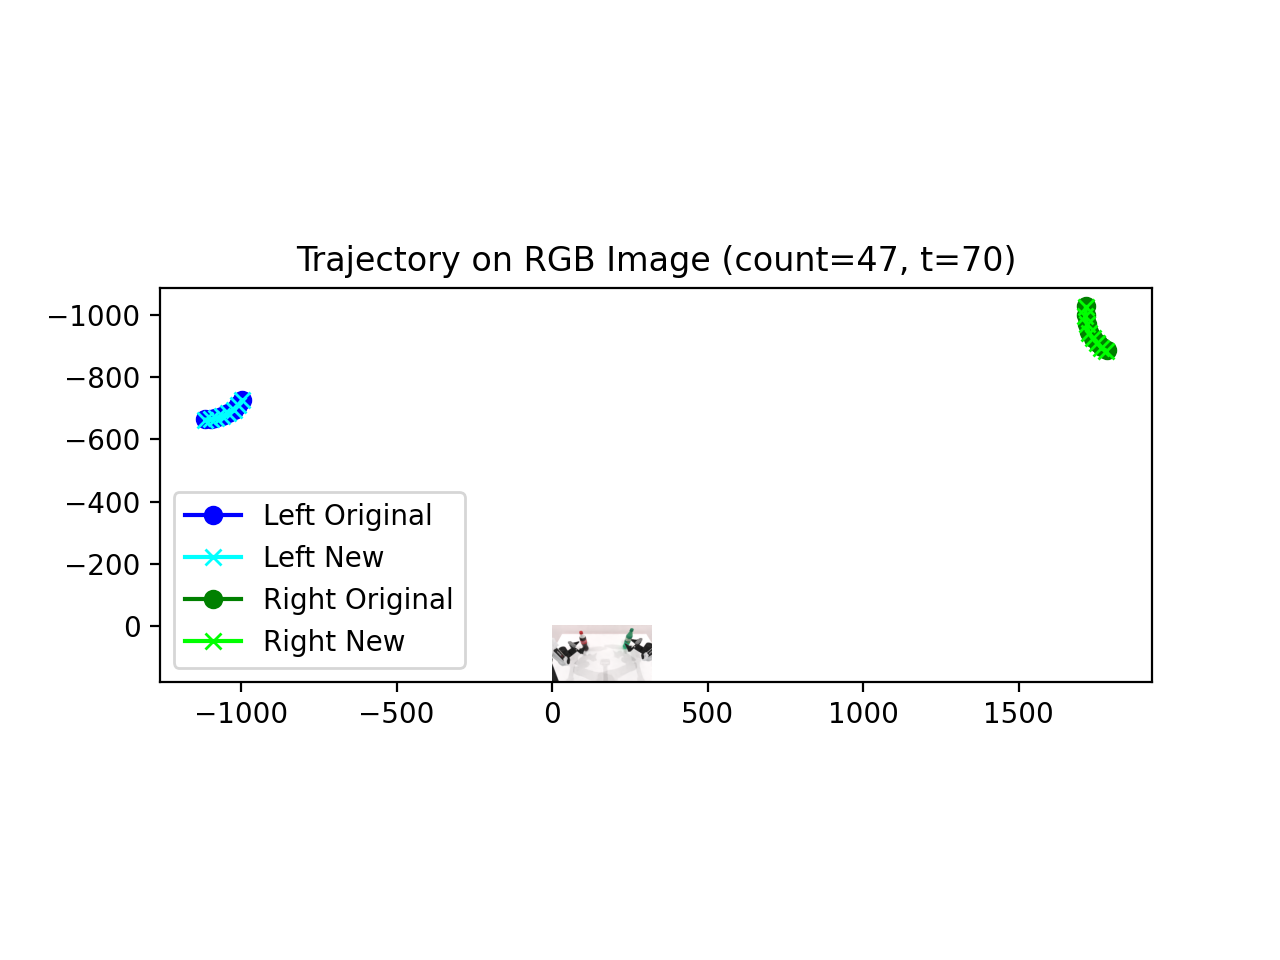 Trajectory on RGB Image (count=47, t=70)
−1000
−800
−600
−400
−200
0
Left Original
Left New
Right Original
Right New
−1000 −500 0 500 1000 1500